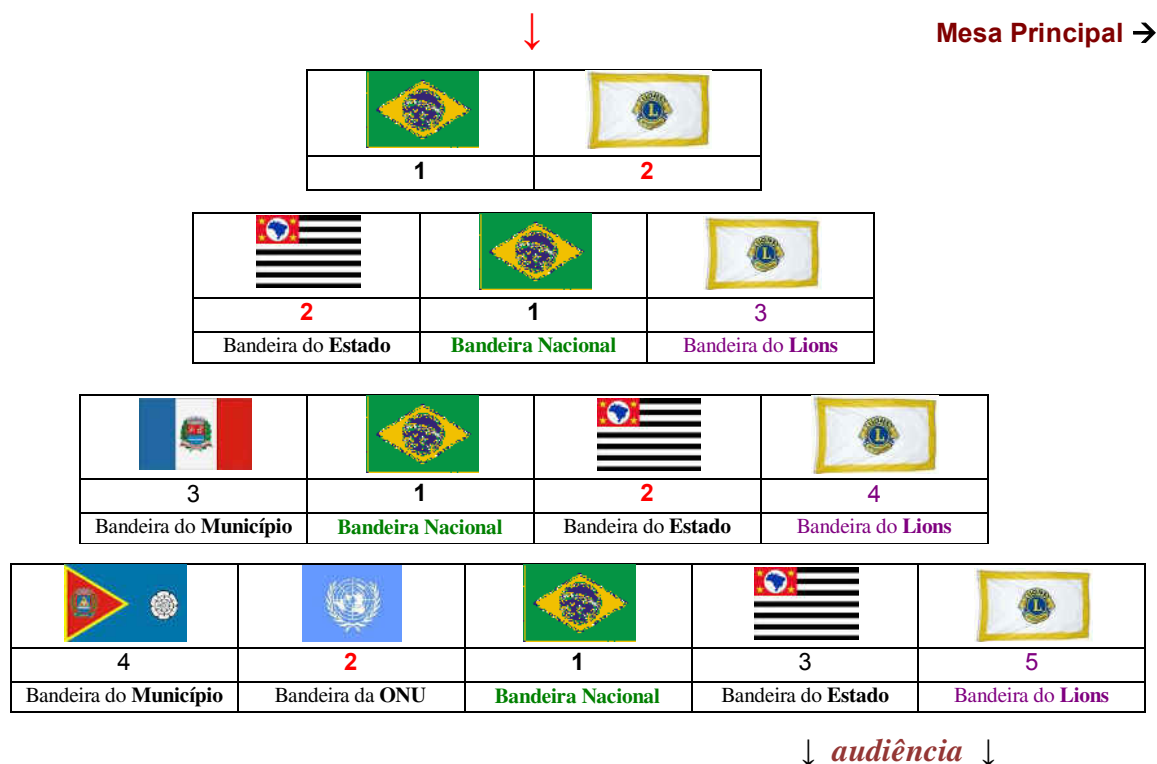 ↓ Mesa Principal →
1 2
2 1 3
Bandeira do Estado Bandeira Nacional Bandeira do Lions
3 1 2 4
Bandeira do Município Bandeira Nacional Bandeira do Estado Bandeira do Lions
4 2 1 3 5
Bandeira do Município Bandeira da ONU Bandeira Nacional Bandeira do Estado Bandeira do Lions
↓ audiência ↓